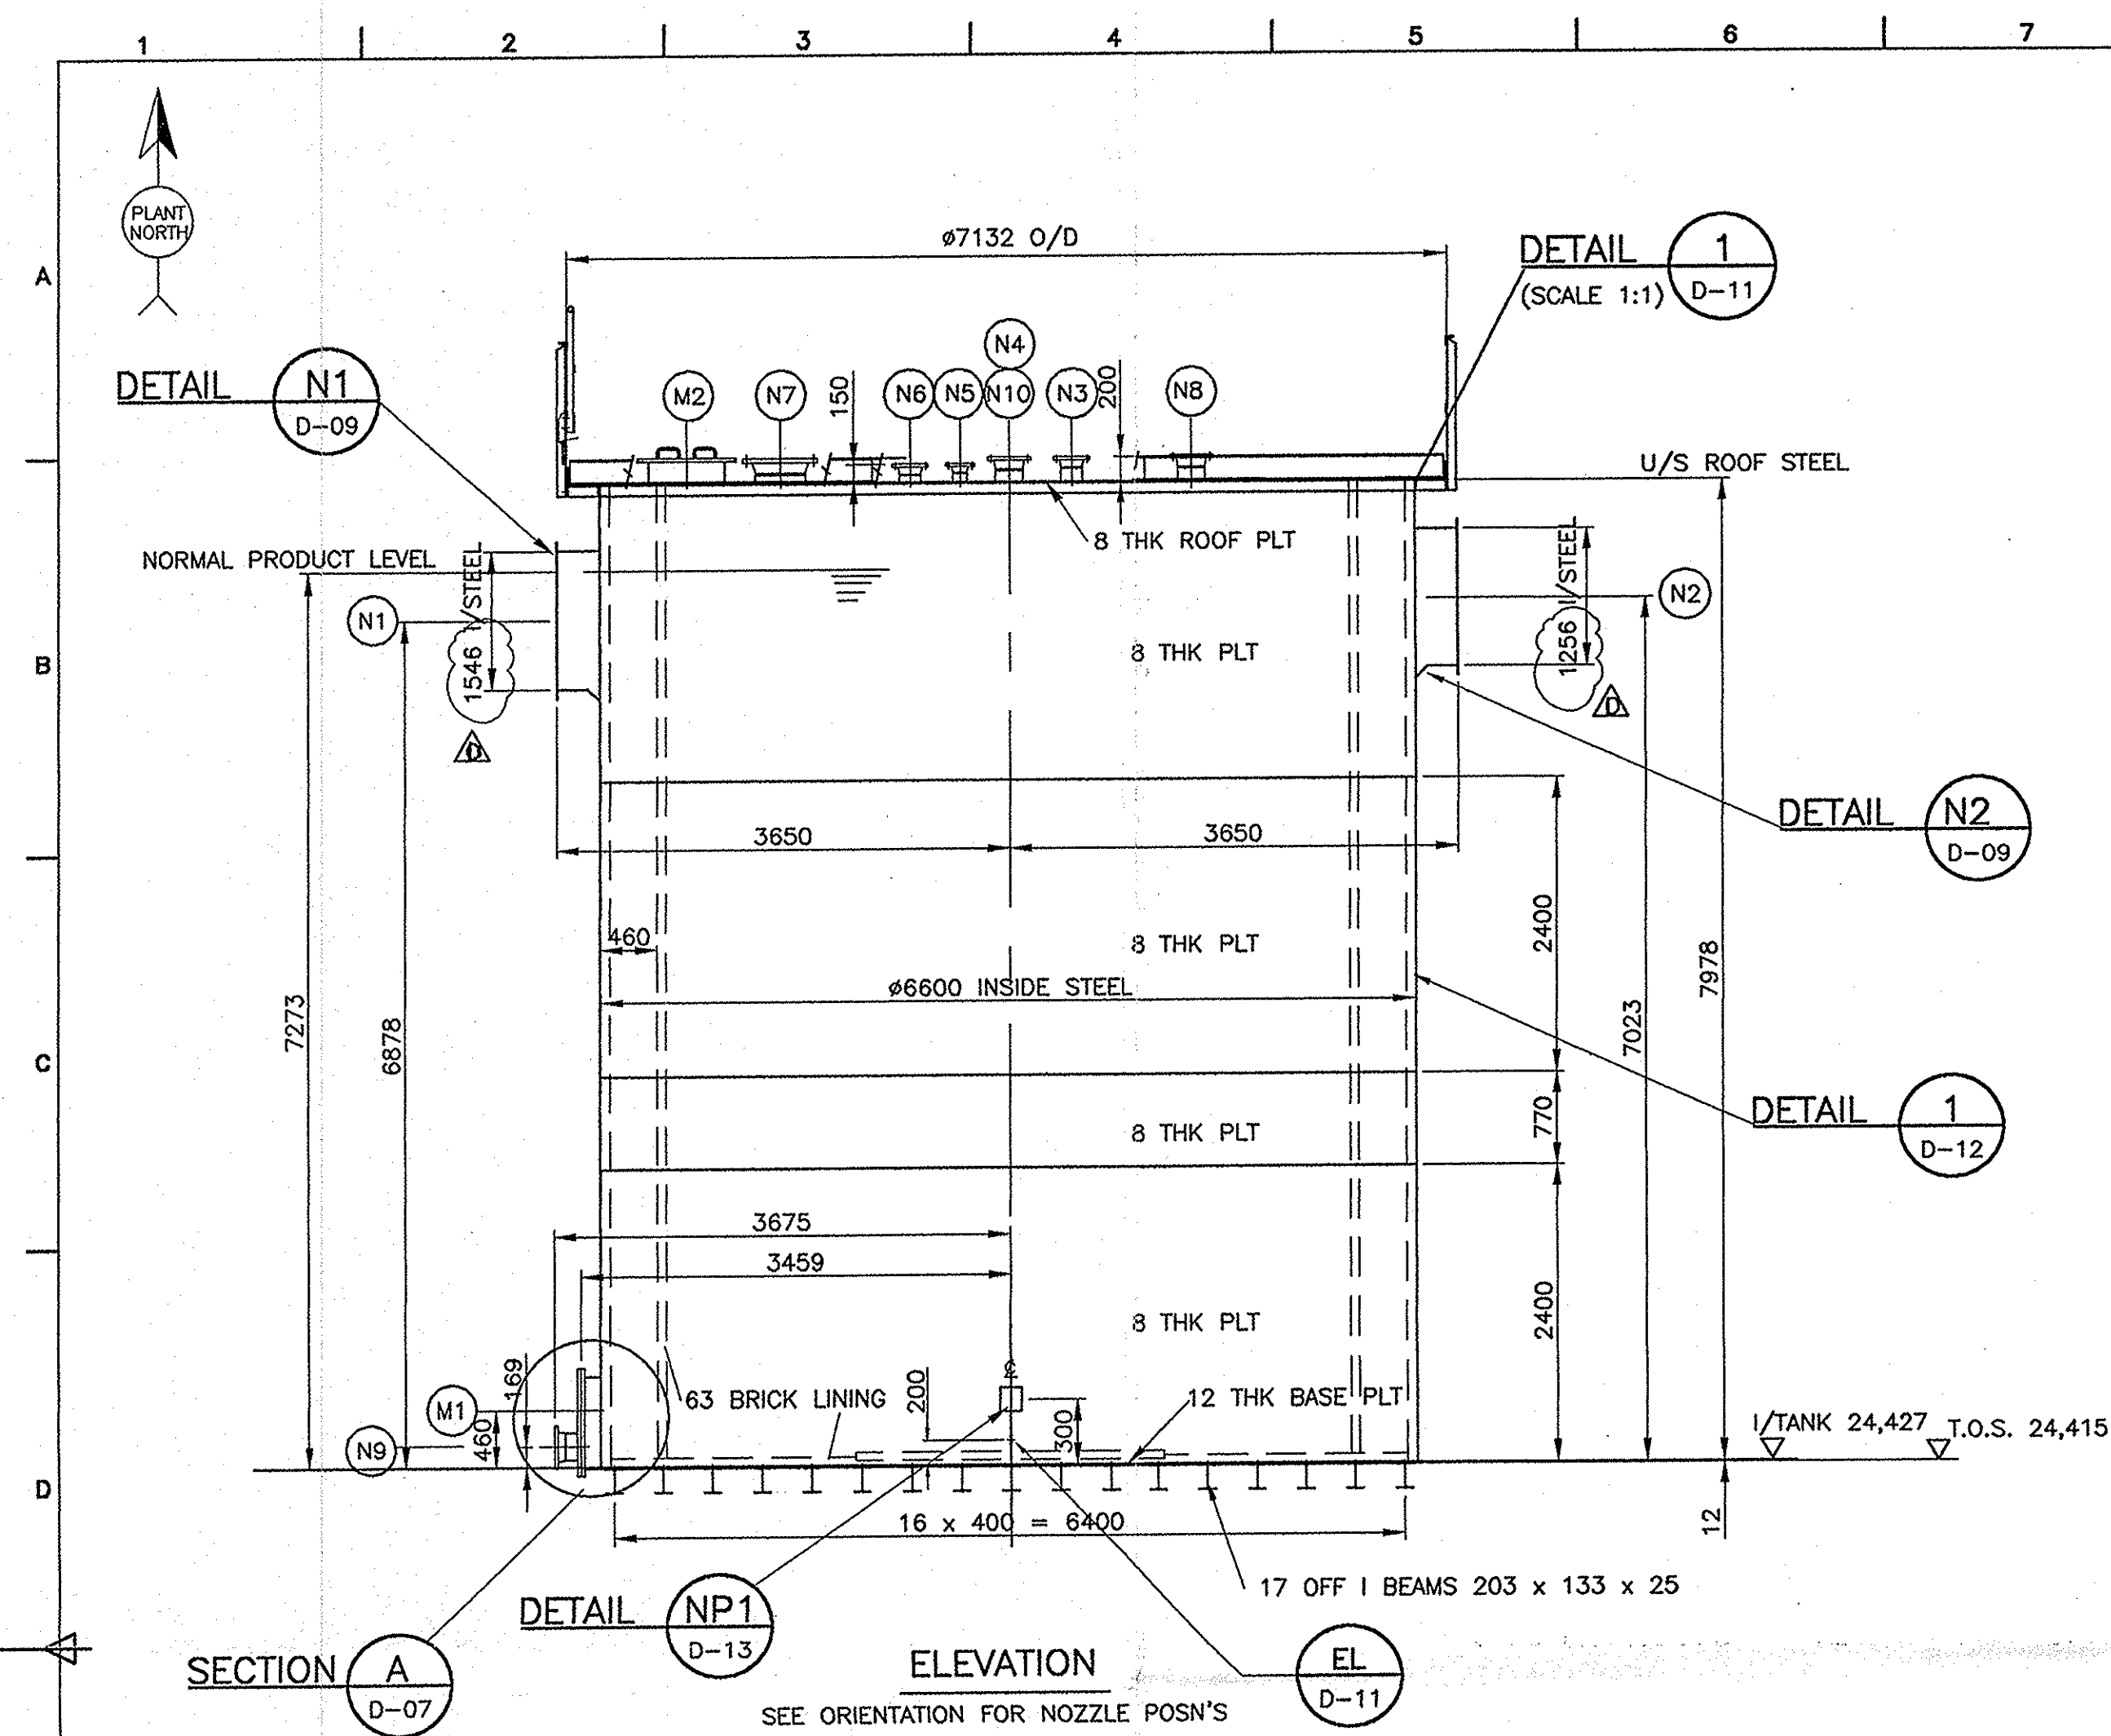 1 2 3 4 5 6 7
A
B
C
D
PLANT
NORTH
ø7132 O/D
DETAIL 1
(SCALE 1:1) D-11
DETAIL N1
D-09
N4
M2 N7 150 N6 N5 N10 N3 200 N8
U/S ROOF STEEL
8 THK ROOF PLT
NORMAL PRODUCT LEVEL
N1
1546 I/STEEL
D
1256 I/STEEL
D
N2
8 THK PLT
DETAIL N2
D-09
3650 3650
460
8 THK PLT
2400
ø6600 INSIDE STEEL
7273
6878
7023
7978
770
8 THK PLT
DETAIL 1
D-12
3675
3459
2400
8 THK PLT
169
M1
460
N9
63 BRICK LINING
200
℄
300
12 THK BASE PLT
I/TANK 24,427
T.O.S. 24,415
12
16 x 400 = 6400
17 OFF I BEAMS 203 x 133 x 25
DETAIL NP1
D-13
SECTION A
D-07
ELEVATION
SEE ORIENTATION FOR NOZZLE POSN'S
EL
D-11